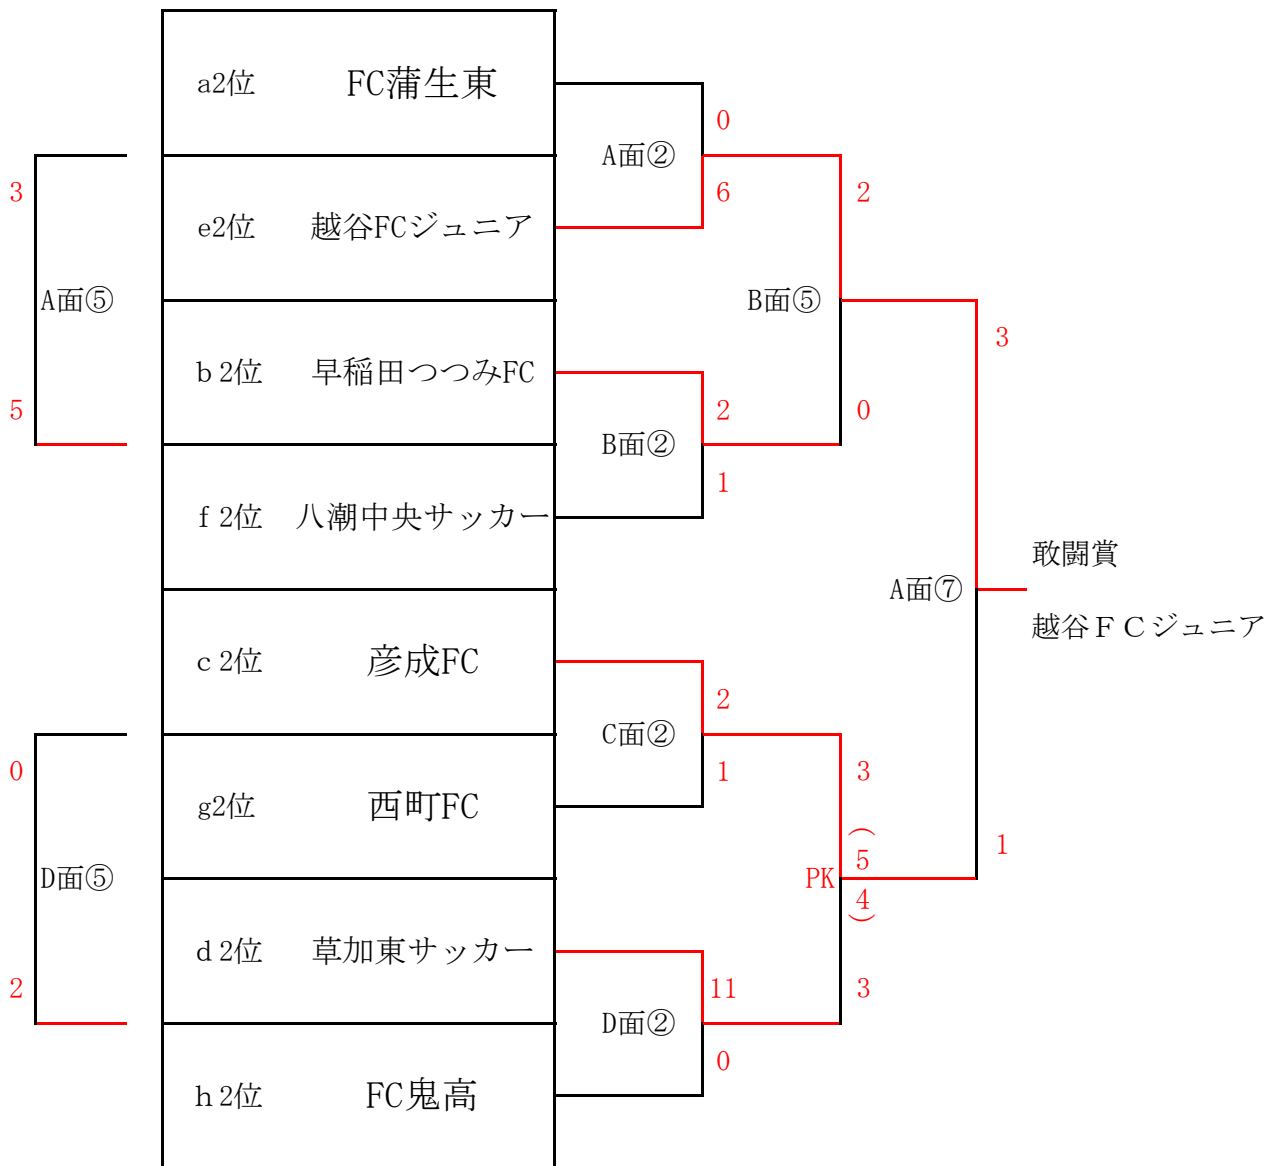 a2位 FC蒲生東
0
A面②
3
6
2
e2位 越谷FCジュニア
A面⑤
B面⑤
3
b2位 早稲田つつみFC
5
2
0
B面②
1
f2位 八潮中央サッカー
敢闘賞
A面⑦
越谷ＦＣジュニア
c2位 彦成FC
2
C面②
0
1
3
g2位 西町FC
1
D面⑤
PK
(5
4)
d2位 草加東サッカー
2
11
3
D面②
0
h2位 FC鬼高